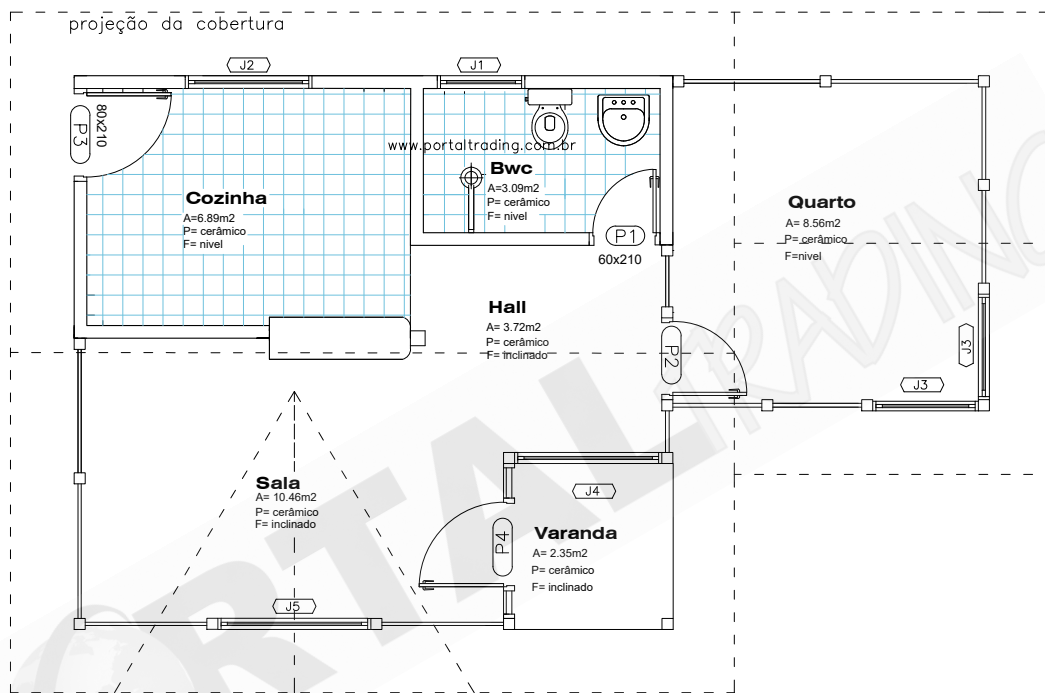 projeção da cobertura
J2
J1
P3
80x210
www.portaltrading.com.br
Cozinha
A=6.89m2
P= cerâmico
F= nivel
Bwc
A=3.09m2
P= cerâmico
F= nivel
P1
60x210
Quarto
A= 8.56m2
P= cerâmico
F=nivel
Hall
A= 3.72m2
P= cerâmico
F= inclinado
P2
J3
J3
Sala
A= 10.46m2
P= cerâmico
F= inclinado
J4
P4
Varanda
A= 2.35m2
P= cerâmico
F= inclinado
J5
PORTAL TRADING